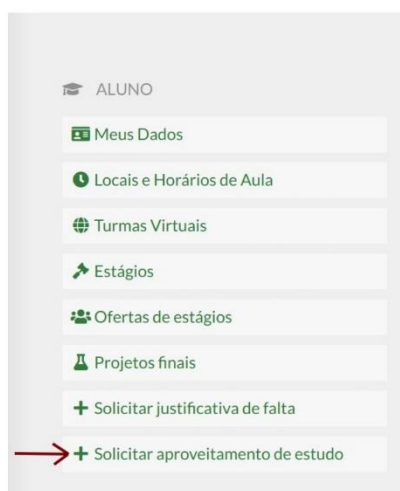 ALUNO
Meus Dados
Locais e Horários de Aula
Turmas Virtuais
Estágios
Ofertas de estágios
Projetos finais
Solicitar justificativa de falta
Solicitar aproveitamento de estudo